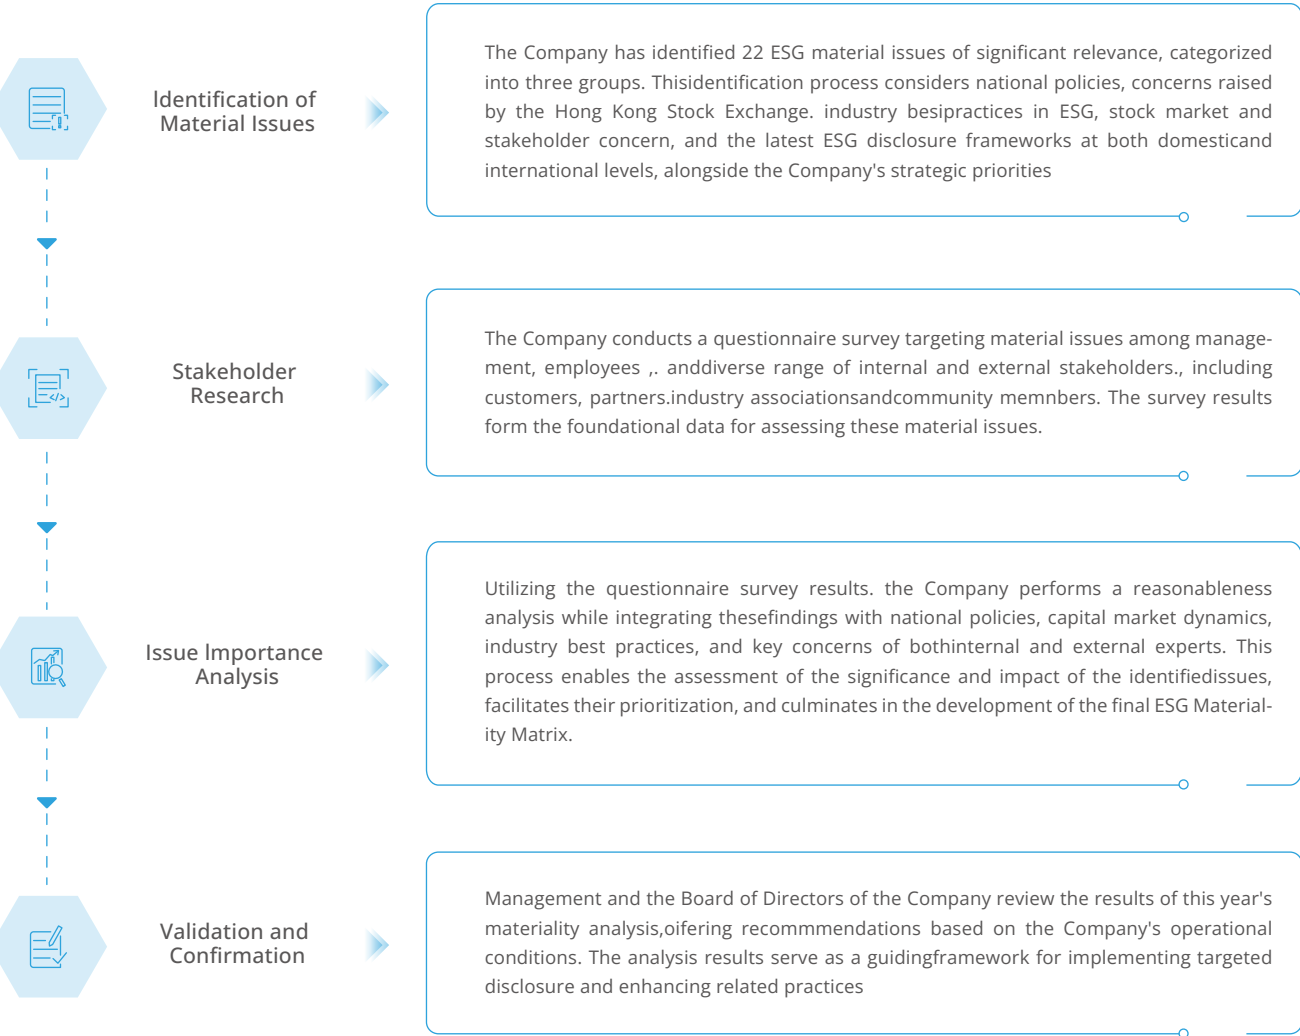 Identification of
Material Issues
The Company has identified 22 ESG material issues of significant relevance, categorized
into three groups. Thisidentification process considers national policies, concerns raised
by the Hong Kong Stock Exchange. industry besipractices in ESG, stock market and
stakeholder concern, and the latest ESG disclosure frameworks at both domesticand
international levels, alongside the Company's strategic priorities
Stakeholder
Research
The Company conducts a questionnaire survey targeting material issues among manage-
ment, employees ,. anddiverse range of internal and external stakeholders., including
customers, partners.industry associationsandcommunity memnbers. The survey results
form the foundational data for assessing these material issues.
Issue Importance
Analysis
Utilizing the questionnaire survey results. the Company performs a reasonableness
analysis while integrating thesefindings with national policies, capital market dynamics,
industry best practices, and key concerns of bothinternal and external experts. This
process enables the assessment of the significance and impact of the identifiedissues,
facilitates their prioritization, and culminates in the development of the final ESG Material-
ity Matrix.
Validation and
Confirmation
Management and the Board of Directors of the Company review the results of this year's
materiality analysis,oifering recommmendations based on the Company's operational
conditions. The analysis results serve as a guidingframework for implementing targeted
disclosure and enhancing related practices